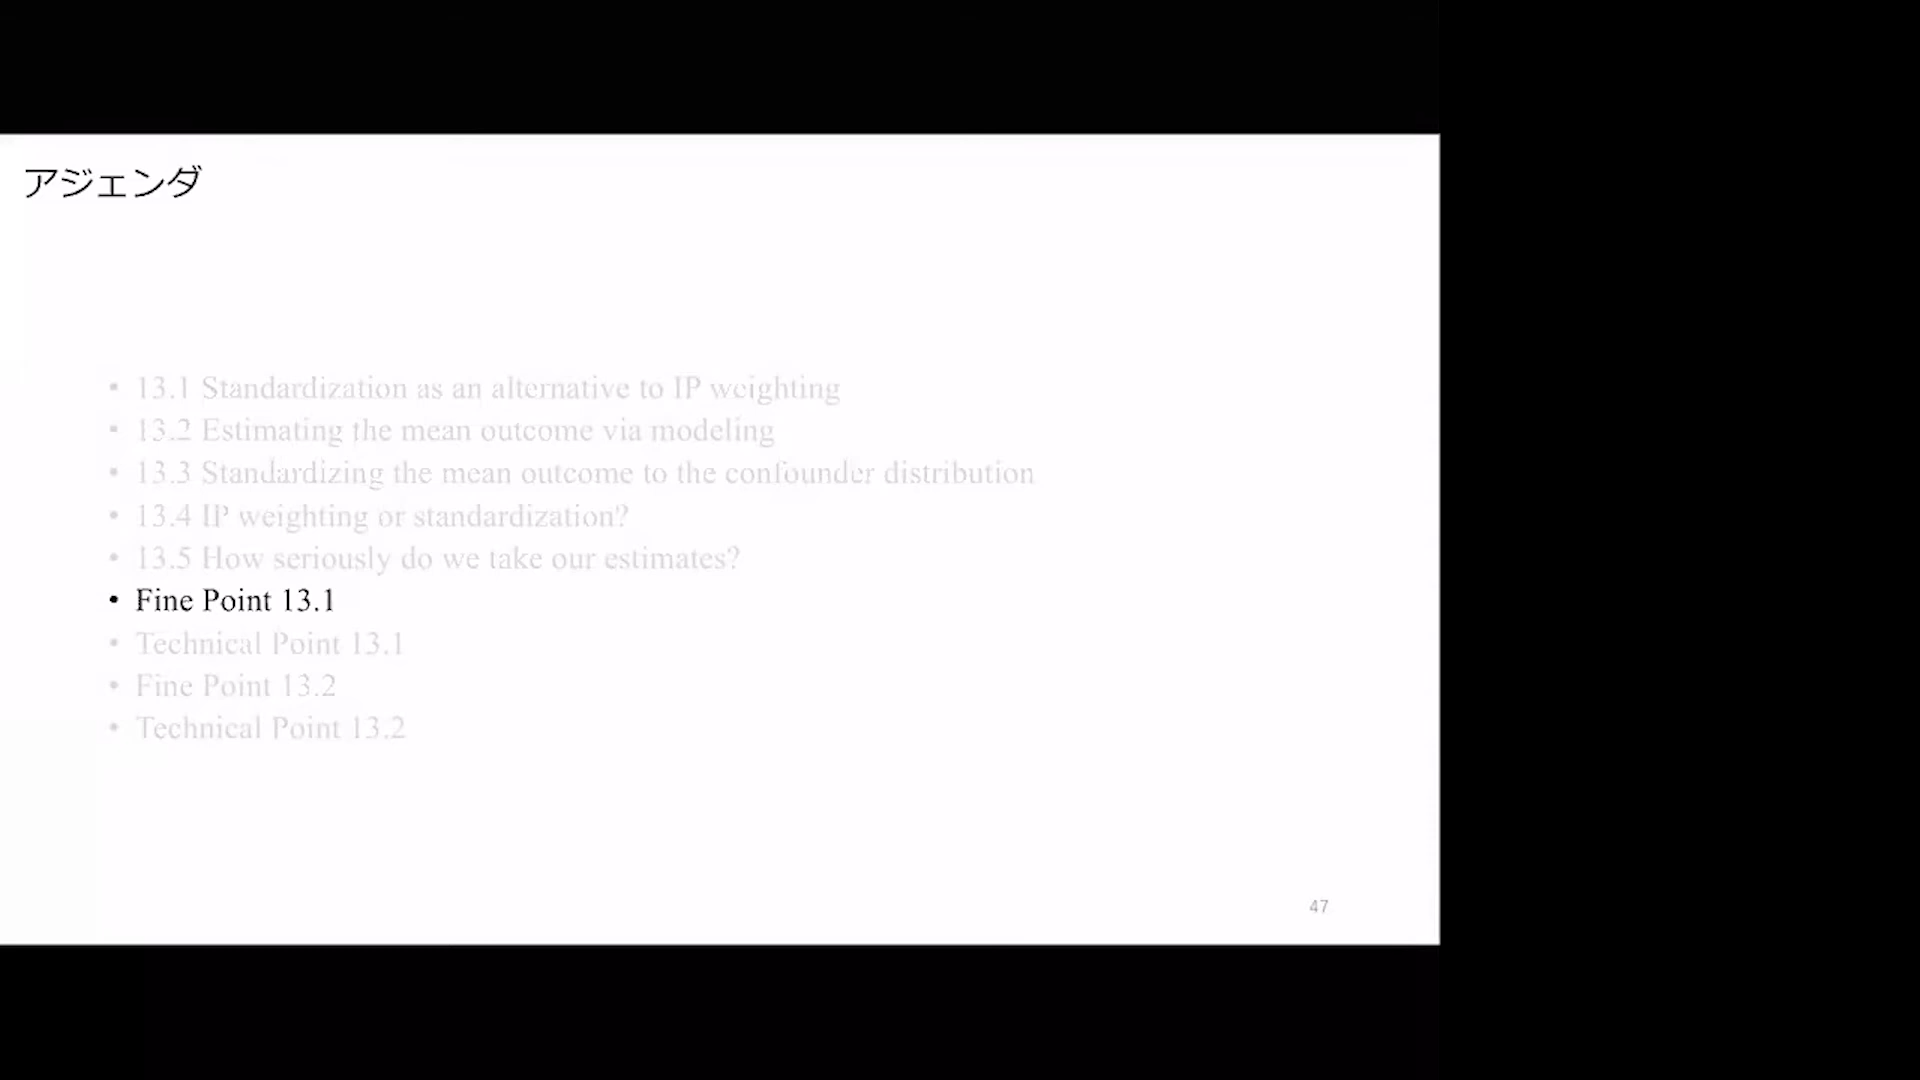 アジェンダ
• 13.1 Standardization as an alternative to IP weighting
• 13.2 Estimating the mean outcome via modeling
• 13.3 Standardizing the mean outcome to the confounder distribution
• 13.4 IP weighting or standardization?
• 13.5 How seriously do we take our estimates?
• Fine Point 13.1
• Technical Point 13.1
• Fine Point 13.2
• Technical Point 13.2
47